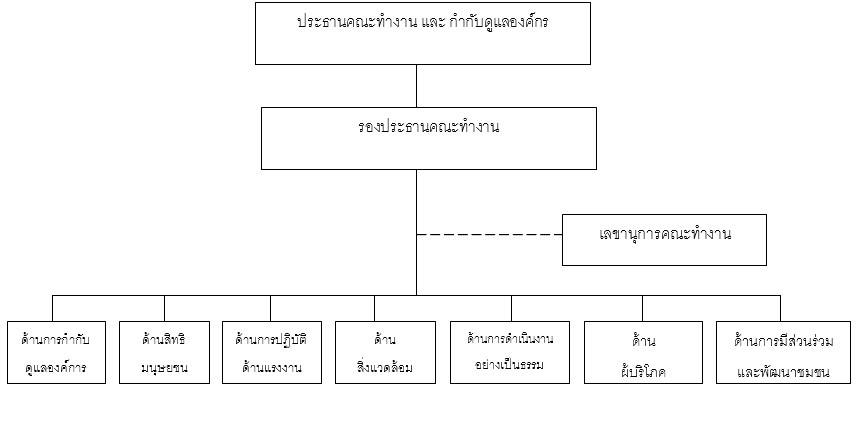 ประธานคณะทำงาน และ กำกับดูแลองค์กร
รองประธานคณะทำงาน
เลขานุการคณะทำงาน
ด้านการกำกับ
ดูแลองค์การ
ด้านสิทธิ
มนุษยชน
ด้านการปฏิบัติ
ด้านแรงงาน
ด้าน
สิ่งแวดล้อม
ด้านการดำเนินงาน
อย่างเป็นธรรม
ด้าน
ผู้บริโภค
ด้านการมีส่วนร่วม
และพัฒนาชุมชน